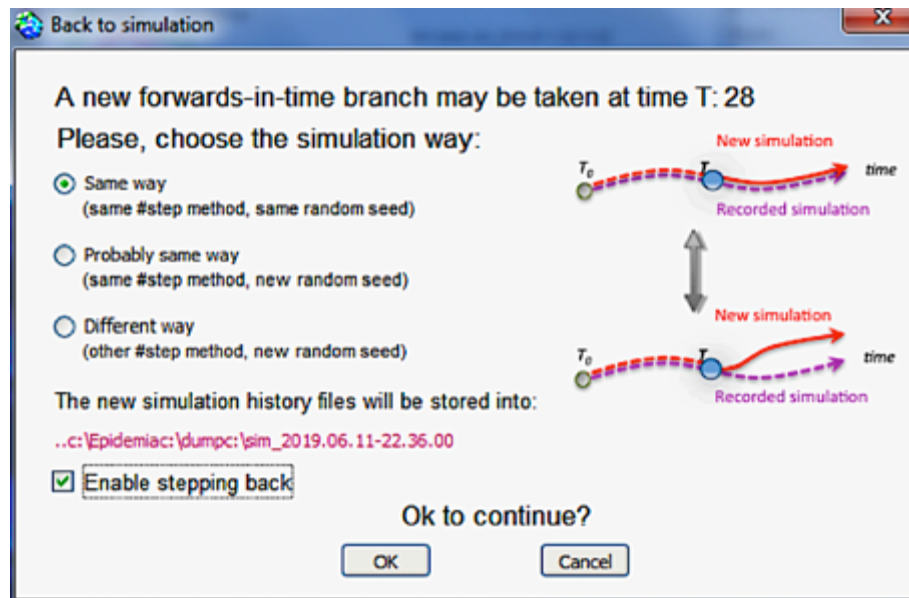 Back to simulation
A new forwards-in-time branch may be taken at time T: 28
Please, choose the simulation way:
Same way
(same #step method, same random seed)
Probably same way
(same #step method, new random seed)
Different way
(other #step method, new random seed)
New simulation
T₀
T
time
Recorded simulation
New simulation
T₀
T
time
Recorded simulation
The new simulation history files will be stored into:
..c:\Epidemiac:\dumpc:\sim_2019.06.11-22.36.00
Enable stepping back
Ok to continue?
OK
Cancel